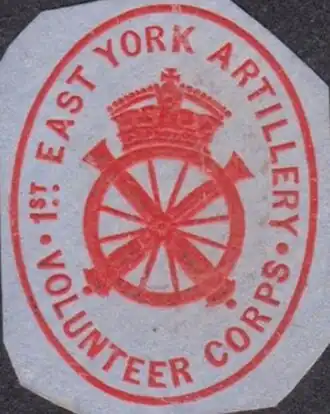 1ST EAST YORK ARTILLERY
VOLUNTEER CORPS